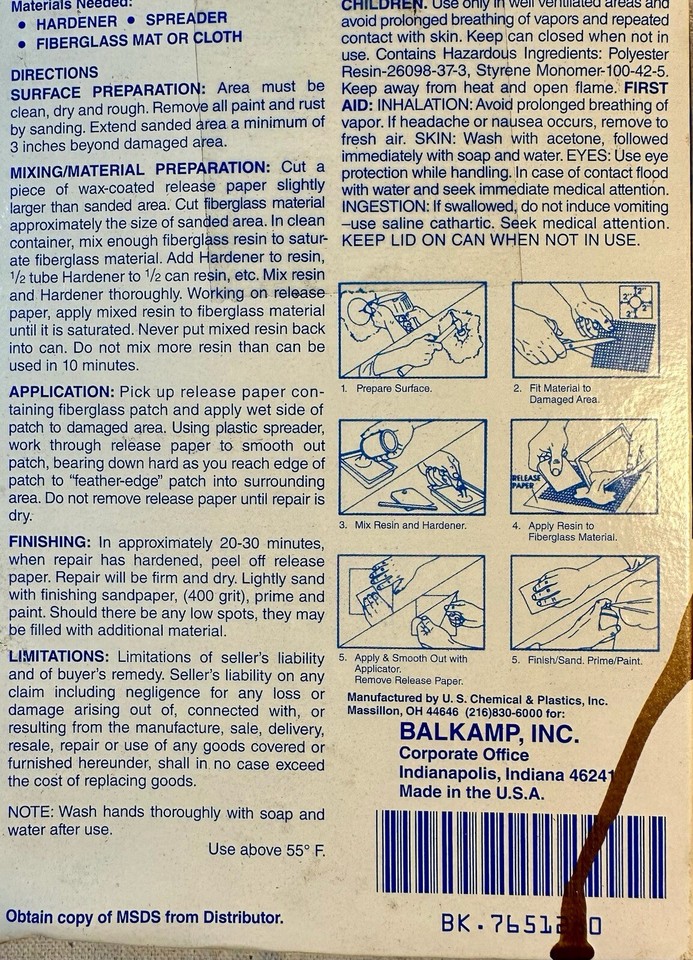 Materials Needed:
• HARDENER • SPREADER
• FIBERGLASS MAT OR CLOTH
DIRECTIONS
SURFACE PREPARATION: Area must be
clean, dry and rough. Remove all paint and rust
by sanding. Extend sanded area a minimum of
3 inches beyond damaged area.
MIXING/MATERIAL PREPARATION: Cut a
piece of wax-coated release paper slightly
larger than sanded area. Cut fiberglass material
approximately the size of sanded area. In clean
container, mix enough fiberglass resin to satur-
ate fiberglass material. Add Hardener to resin,
1/2 tube Hardener to 1/2 can resin, etc. Mix resin
and Hardener thoroughly. Working on release
paper, apply mixed resin to fiberglass material
until it is saturated. Never put mixed resin back
into can. Do not mix more resin than can be
used in 10 minutes.
APPLICATION: Pick up release paper con-
taining fiberglass patch and apply wet side of
patch to damaged area. Using plastic spreader,
work through release paper to smooth out
patch, bearing down hard as you reach edge of
patch to "feather-edge" patch into surrounding
area. Do not remove release paper until repair is
dry.
FINISHING: In approximately 20-30 minutes,
when repair has hardened, peel off release
paper. Repair will be firm and dry. Lightly sand
with finishing sandpaper, (400 grit), prime and
paint. Should there be any low spots, they may
be filled with additional material.
LIMITATIONS: Limitations of seller's liability
and of buyer's remedy. Seller's liability on any
claim including negligence for any loss or
damage arising out of, connected with, or
resulting from the manufacture, sale, delivery,
resale, repair or use of any goods covered or
furnished hereunder, shall in no case exceed
the cost of replacing goods.
NOTE: Wash hands thoroughly with soap and
water after use.
Use above 55° F.
Obtain copy of MSDS from Distributor.
CHILDREN. Use only in well ventilated areas and
avoid prolonged breathing of vapors and repeated
contact with skin. Keep can closed when not in
use. Contains Hazardous Ingredients: Polyester
Resin-26098-37-3, Styrene Monomer-100-42-5.
Keep away from heat and open flame. FIRST
AID: INHALATION: Avoid prolonged breathing of
vapor. If headache or nausea occurs, remove to
fresh air. SKIN: Wash with acetone, followed
immediately with soap and water. EYES: Use eye
protection while handling. In case of contact flood
with water and seek immediate medical attention.
INGESTION: If swallowed, do not induce vomiting
–use saline cathartic. Seek medical attention.
KEEP LID ON CAN WHEN NOT IN USE.
2" 2"
2" 2"
1. Prepare Surface.
2. Fit Material to
Damaged Area.
RELEASE
PAPER
3. Mix Resin and Hardener.
4. Apply Resin to
Fiberglass Material.
5. Apply & Smooth Out with
Applicator.
Remove Release Paper.
5. Finish/Sand. Prime/Paint.
Manufactured by U. S. Chemical & Plastics, Inc.
Massillon, OH 44646 (216)830-6000 for:
BALKAMP, INC.
Corporate Office
Indianapolis, Indiana 46241
Made in the U.S.A.